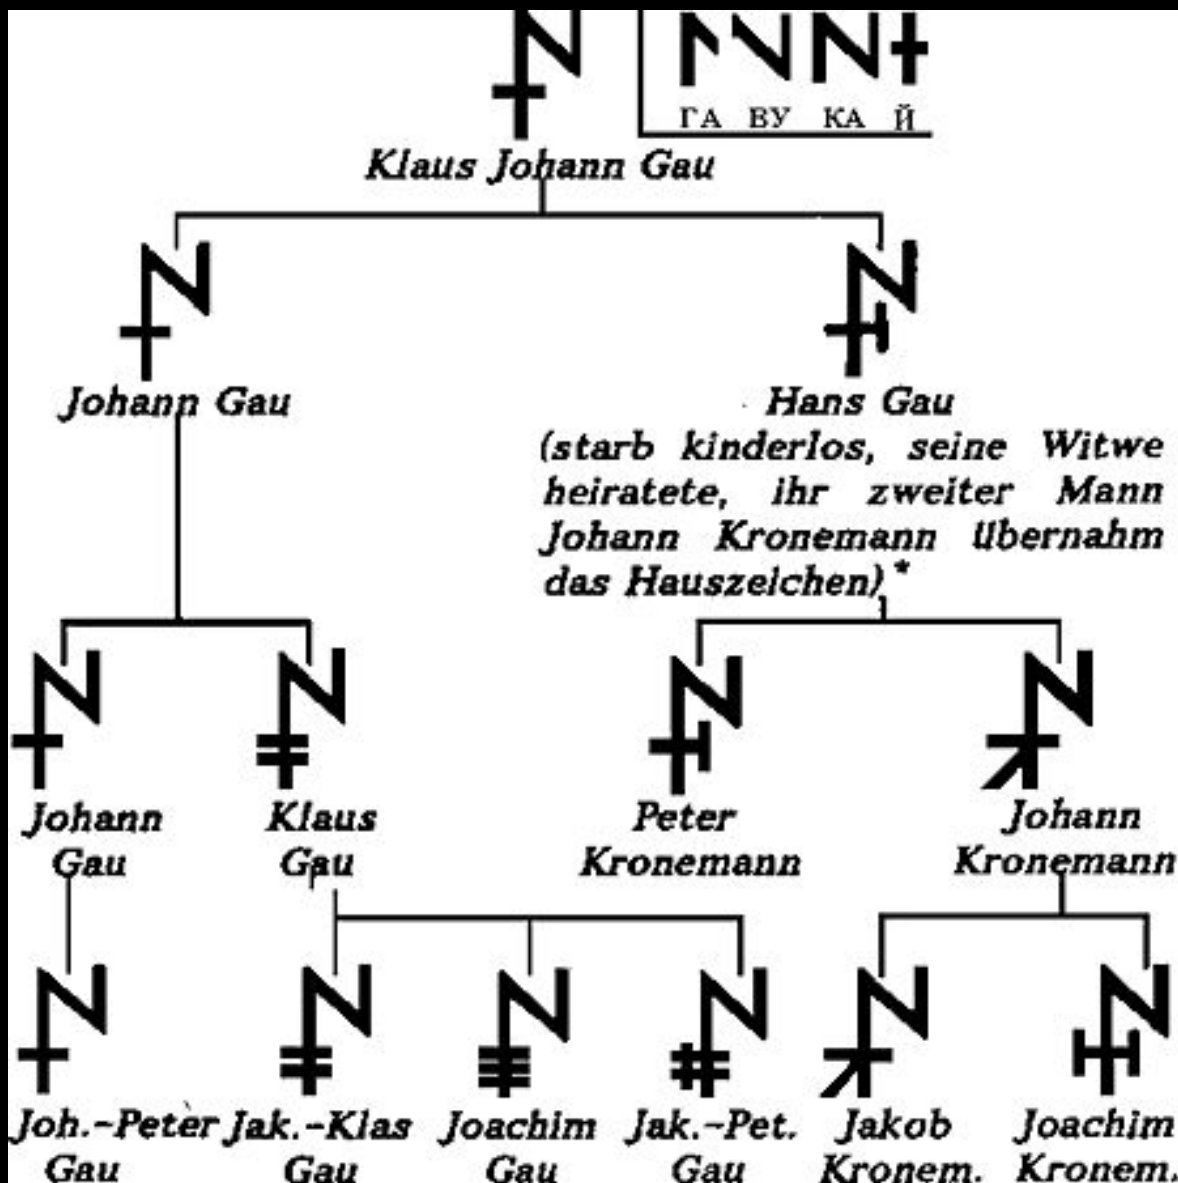 ГА ВУ КА Й
Klaus Johann Gau
Johann Gau
Hans Gau
(starb kinderlos, seine Witwe
heiratete, ihr zweiter Mann
Johann Kronemann übernahm
das Hauszeichen)*
Johann
Gau
Klaus
Gau
Peter
Kronemann
Johann
Kronemann
Joh.-Peter
Gau
Jak.-Klas
Gau
Joachim
Gau
Jak.-Pet.
Gau
Jakob
Kronem.
Joachim
Kronem.